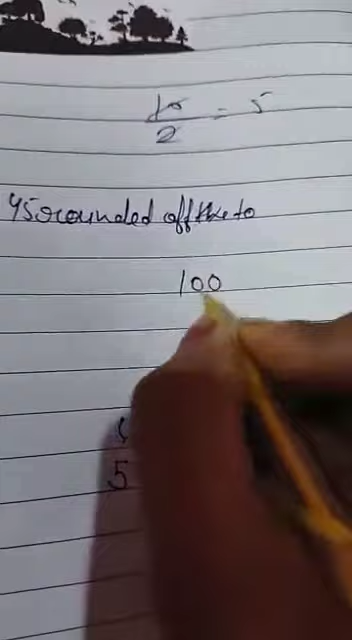 10/2 = 5
45 rounded off the to
100
5